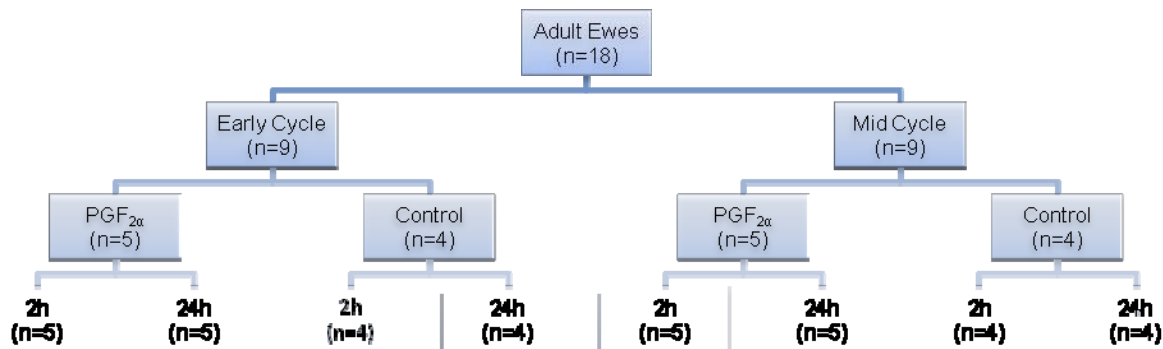 Adult Ewes
(n=18)
Early Cycle
(n=9)
Mid Cycle
(n=9)
PGF2α
(n=5)
Control
(n=4)
PGF2α
(n=5)
Control
(n=4)
2h
(n=5)
24h
(n=5)
2h
(n=4)
24h
(n=4)
2h
(n=5)
24h
(n=5)
2h
(n=4)
24h
(n=4)